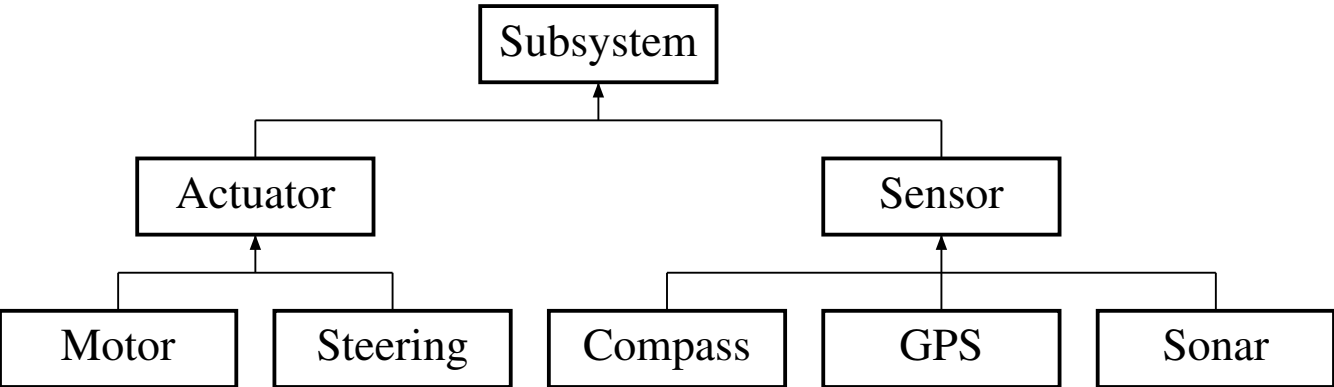 Subsystem
Actuator
Sensor
Motor
Steering
Compass
GPS
Sonar